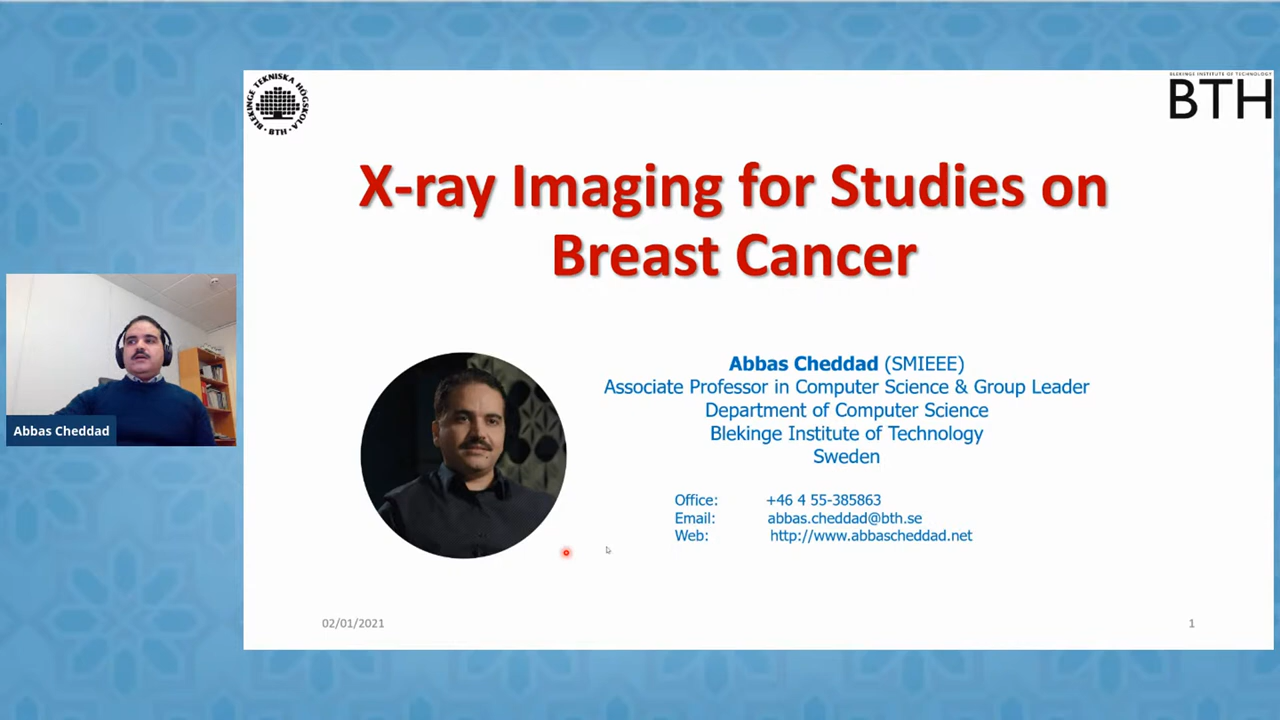 BLEKINGE TEKNISKA HÖGSKOLA
· BTH ·
BLEKINGE INSTITUTE OF TECHNOLOGY
BTH
X-ray Imaging for Studies on
Breast Cancer
Abbas Cheddad (SMIEEE)
Associate Professor in Computer Science & Group Leader
Department of Computer Science
Blekinge Institute of Technology
Sweden
Abbas Cheddad
Office: +46 4 55-385863
Email: abbas.cheddad@bth.se
Web: http://www.abbascheddad.net
02/01/2021 1